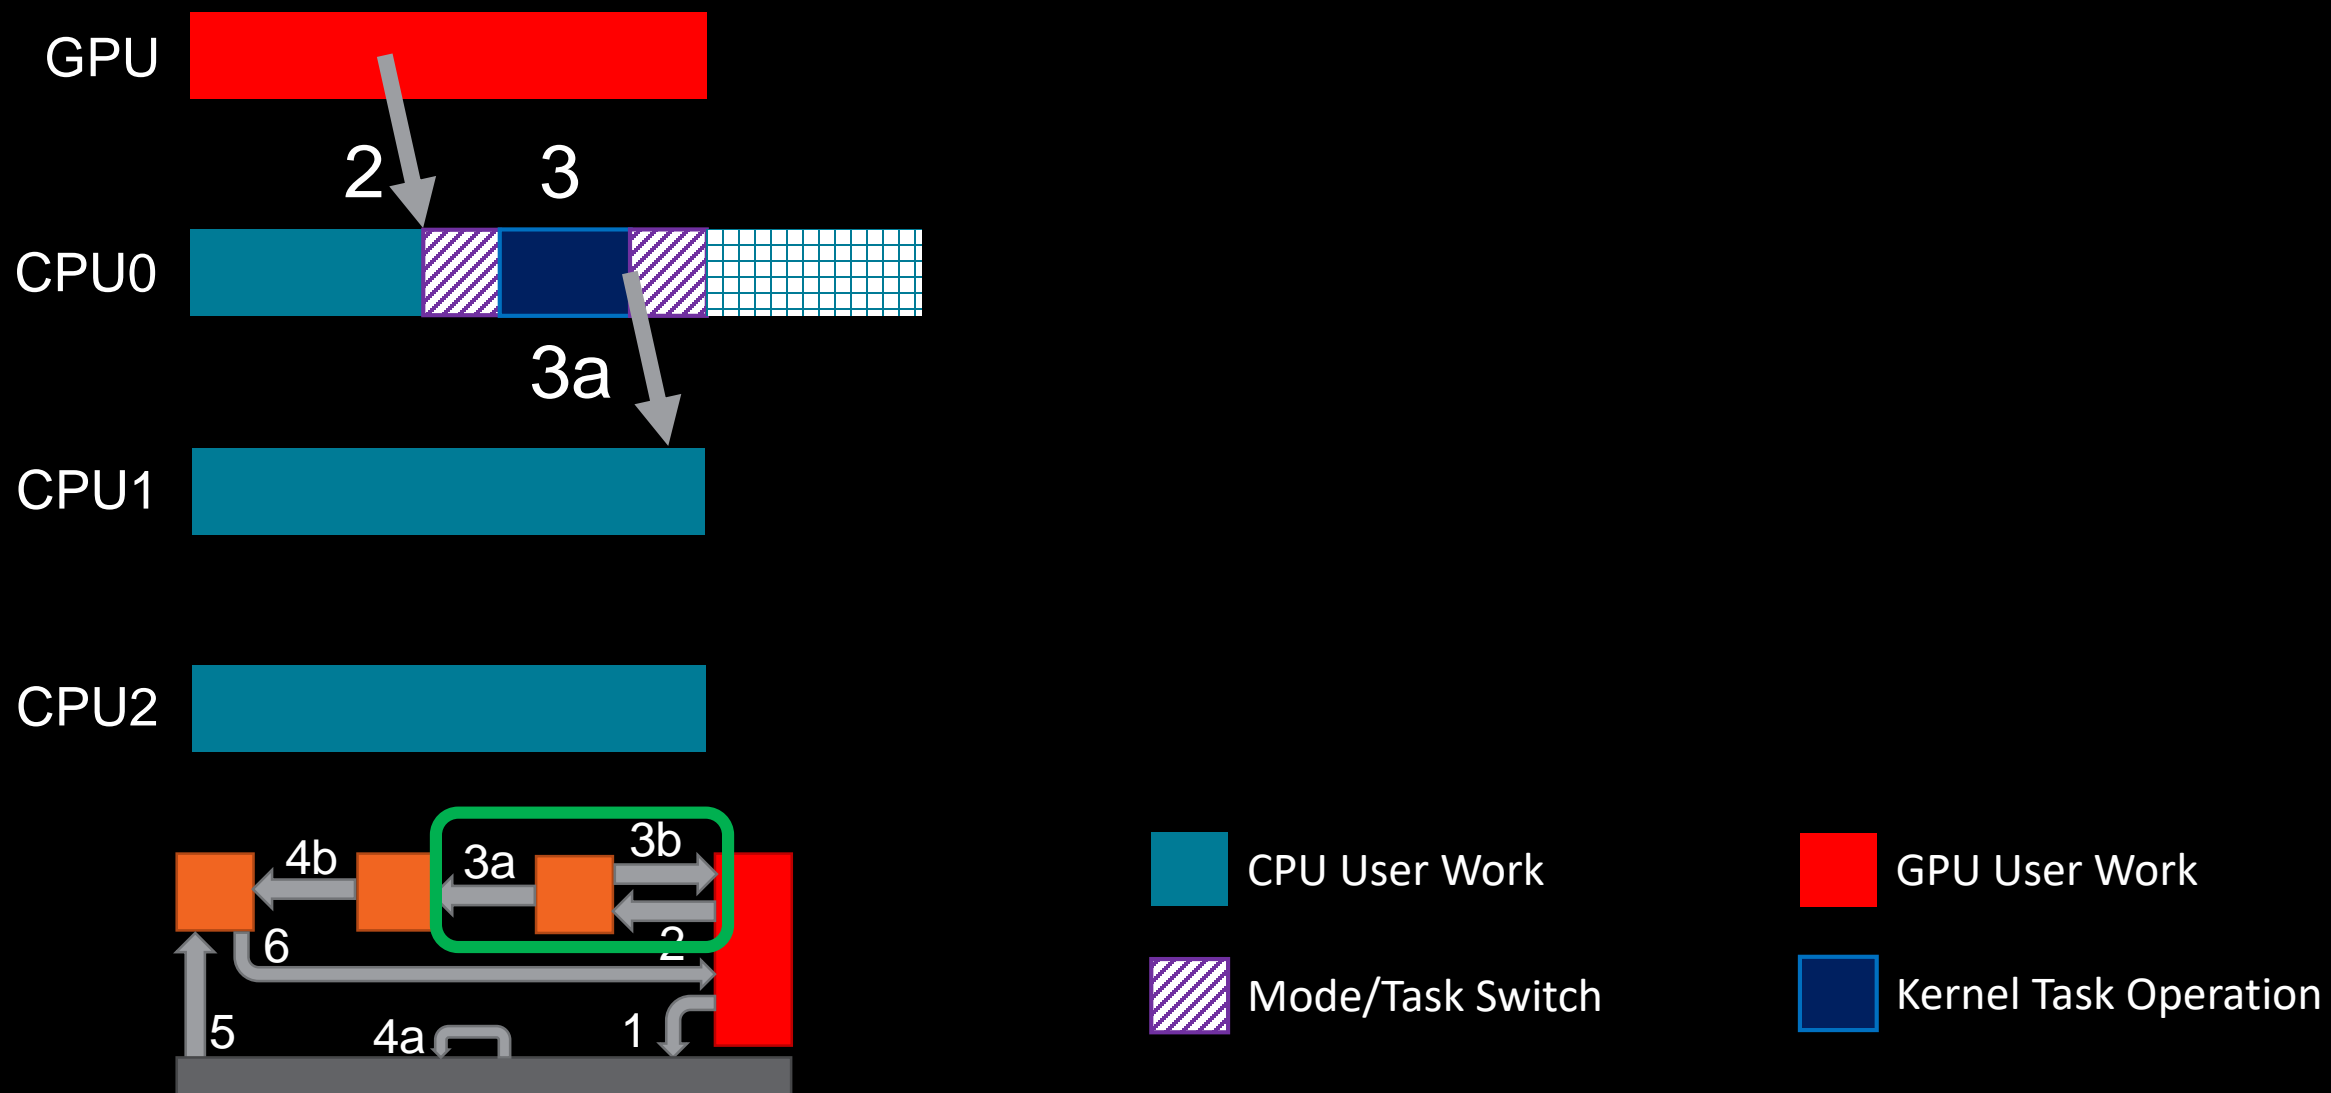 GPU
2 3
CPU0
3a
CPU1
CPU2
4b 3a 3b
6 2
5 4a 1
CPU User Work
GPU User Work
Mode/Task Switch
Kernel Task Operation